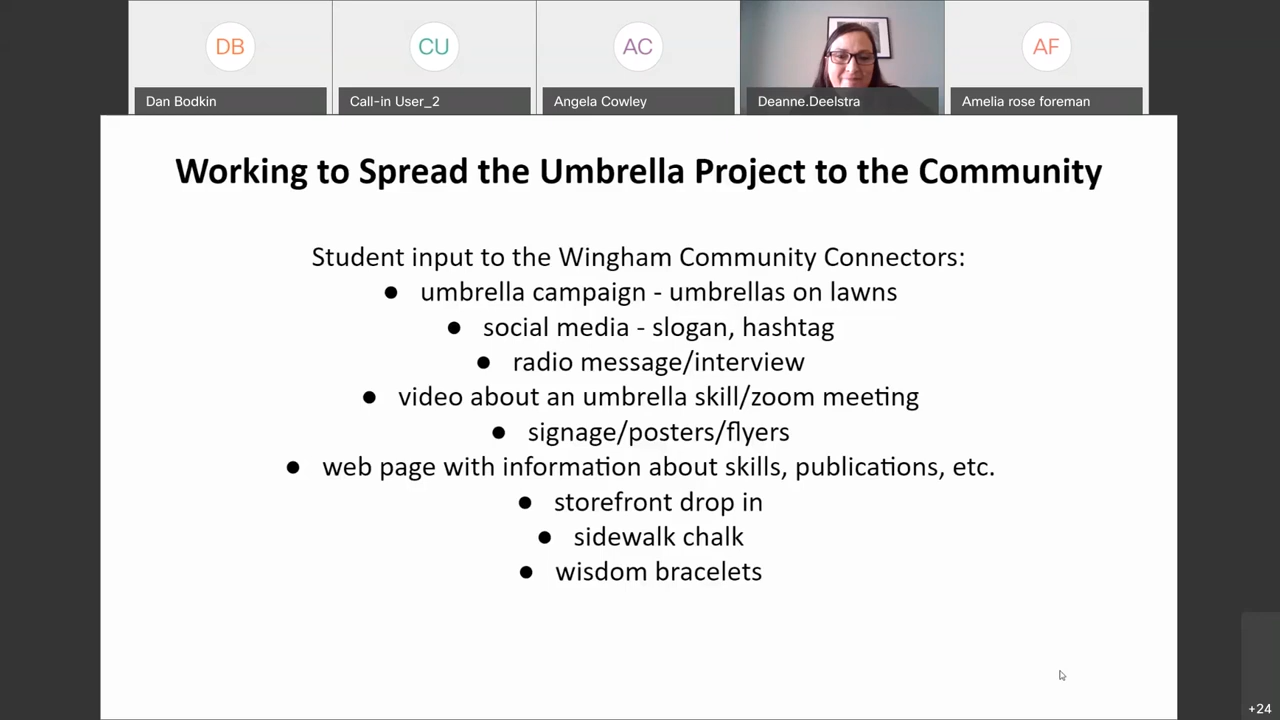 DB
CU
AC
AF
Dan Bodkin
Call-in User_2
Angela Cowley
Deanne.Deelstra
Amelia rose foreman
Working to Spread the Umbrella Project to the Community
Student input to the Wingham Community Connectors:
● umbrella campaign - umbrellas on lawns
● social media - slogan, hashtag
● radio message/interview
● video about an umbrella skill/zoom meeting
● signage/posters/flyers
● web page with information about skills, publications, etc.
● storefront drop in
● sidewalk chalk
● wisdom bracelets
+24